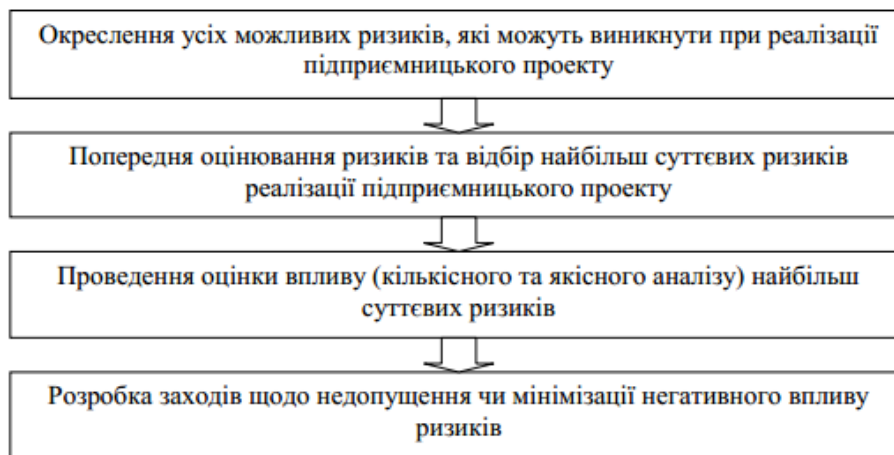 Окреслення усіх можливих ризиків, які можуть виникнути при реалізації
підприємницького проекту
Попередня оцінювання ризиків та відбір найбільш суттєвих ризиків
реалізації підприємницького проекту
Проведення оцінки впливу (кількісного та якісного аналізу) найбільш
суттєвих ризиків
Розробка заходів щодо недопущення чи мінімізації негативного впливу
ризиків